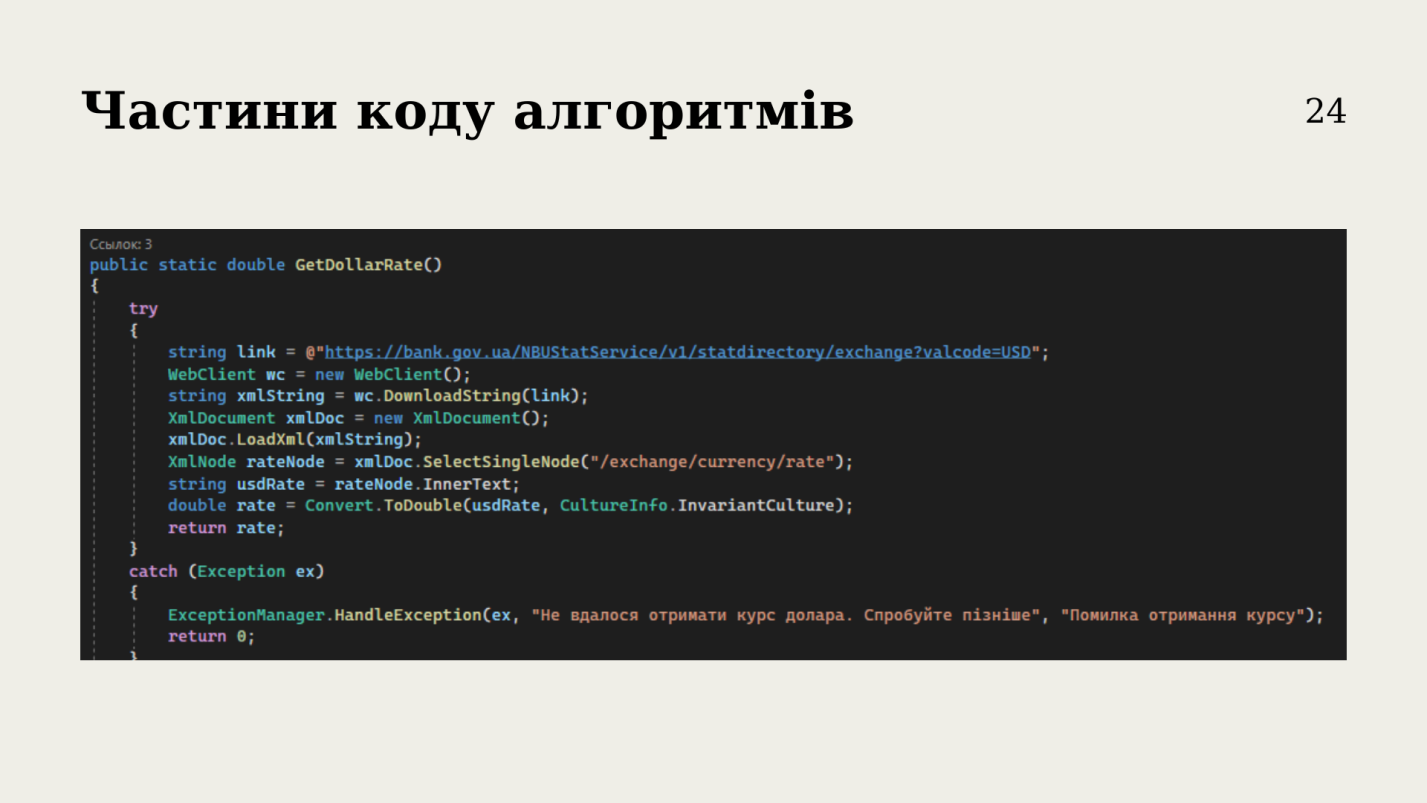 Частини коду алгоритмів
24
Ссылок: 3
public static double GetDollarRate()
{
try
{
string link = @"https://bank.gov.ua/NBUStatService/v1/statdirectory/exchange?valcode=USD";
WebClient wc = new WebClient();
string xmlString = wc.DownloadString(link);
XmlDocument xmlDoc = new XmlDocument();
xmlDoc.LoadXml(xmlString);
XmlNode rateNode = xmlDoc.SelectSingleNode("/exchange/currency/rate");
string usdRate = rateNode.InnerText;
double rate = Convert.ToDouble(usdRate, CultureInfo.InvariantCulture);
return rate;
}
catch (Exception ex)
{
ExceptionManager.HandleException(ex, "Не вдалося отримати курс долара. Спробуйте пізніше", "Помилка отримання курсу");
return 0;
}